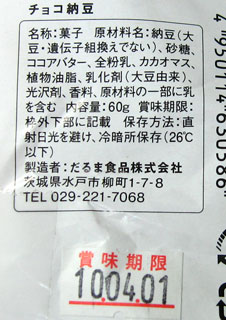 チョコ納豆
名称:菓子 原材料名:納豆(大
豆・遺伝子組換えでない)、砂糖、
ココアバター、全粉乳、カカオマス、
植物油脂、乳化剤(大豆由来)、
光沢剤、香料、原材料の一部に乳
を含む 内容量:60g 賞味期限:
枠外下部に記載 保存方法:直
射日光を避け、冷暗所保存(26℃
以下)
製造者:だるま食品株式会社
茨城県水戸市柳町1-7-8
TEL 029-221-7068
賞味期限
10.04.01